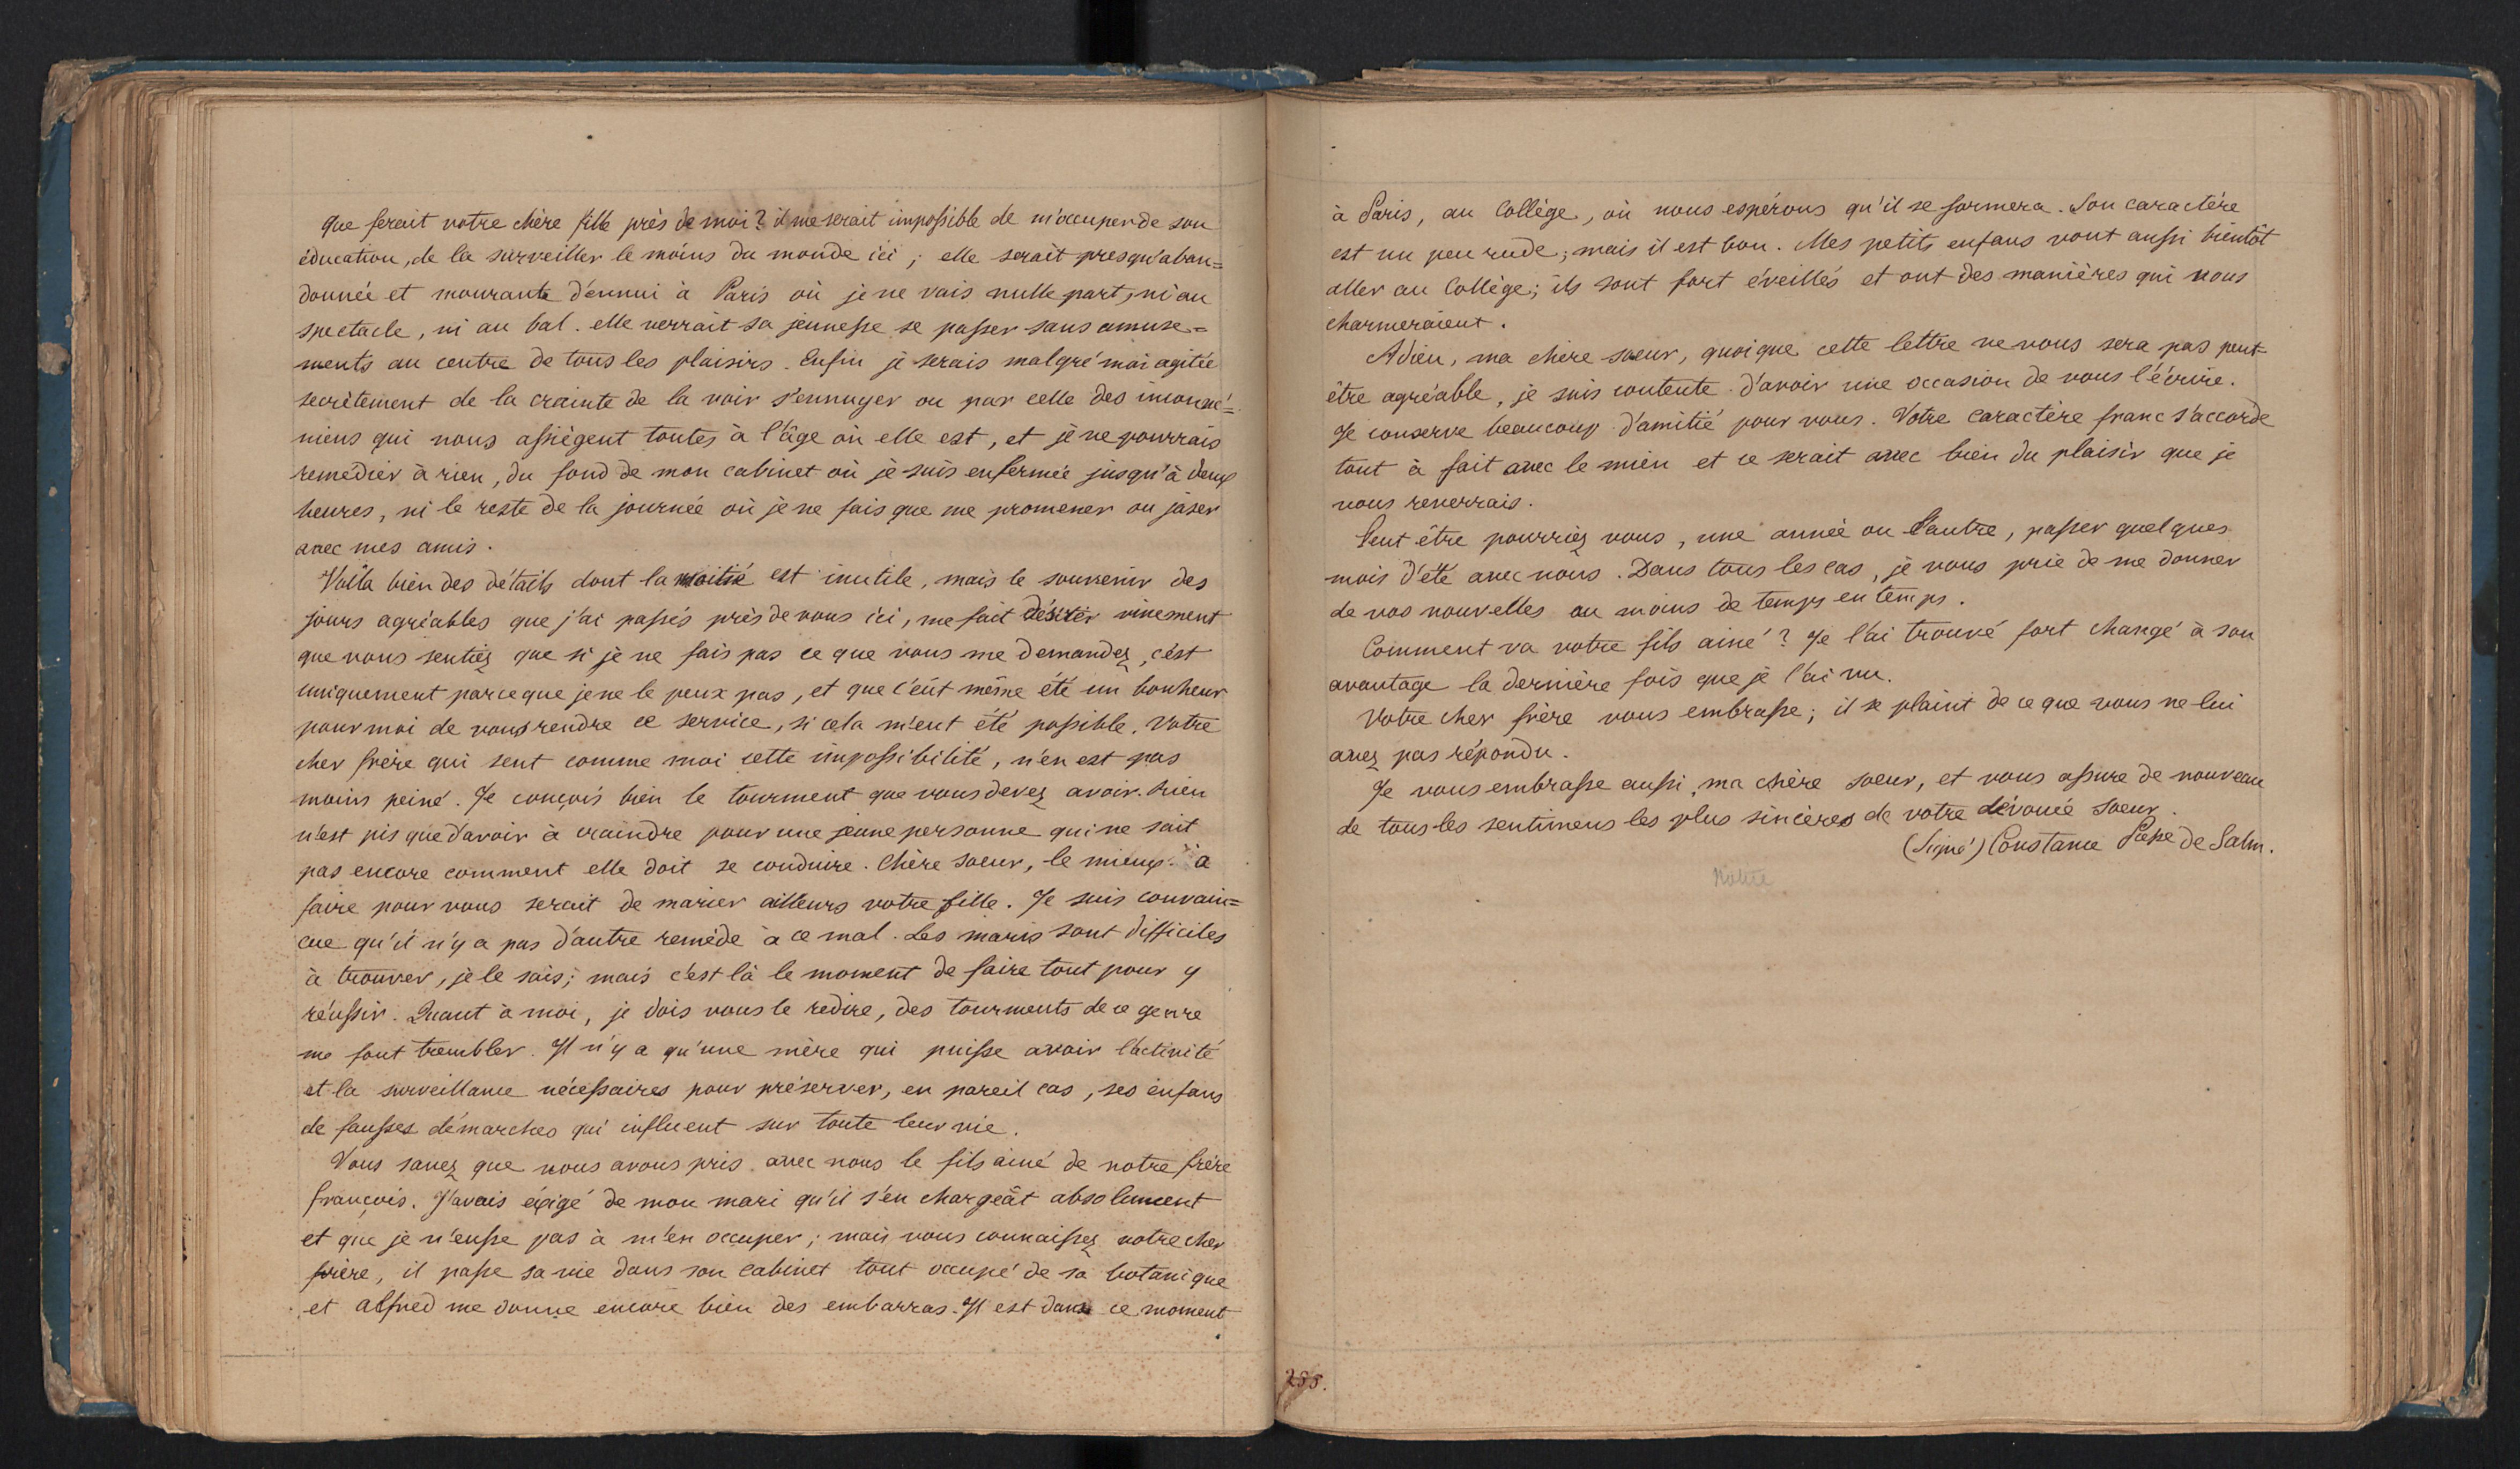 que ferait votre chère fille près de moi? il me serait impossible de m'occuper de son
éducation, de la surveiller le moins du monde ici; elle serait presqu'aban=
donnée et mourante d'ennui à Paris où je ne vais nulle part, ni au
spectacle, ni au bal. elle verrait sa jeunesse se passer sans amuse=
ments au centre de tous les plaisirs. Enfin je serais malgré moi agitée
secrètement de la crainte de la voir s'ennuyer ou par celle des inconvé=
niens qui nous assiègent toutes à l'âge où elle est, et je ne pourrais
remédier à rien, du fond de mon cabinet où je suis enfermée jusqu'à deux
heures, ni le reste de la journée où je ne fais que me promener ou jaser
avec mes amis.
Voilà bien des détails dont la moitié est inutile, mais le souvenir des
jours agréables que j'ai passés près de vous ici, me fait désirer vivement
que vous sentiez que si je ne fais pas ce que vous me demandez, c'est
uniquement parceque je ne le peux pas, et que c'eût même été un bonheur
pour moi de vous rendre ce service, si cela m'eut été possible. Votre
cher frère qui sent comme moi cette impossibilité, n'en est pas
moins peiné. Je conçois bien le tourment que vous devez avoir. Rien
n'est pis que d'avoir à craindre pour une jeune personne qui ne sait
pas encore comment elle doit se conduire. Chère soeur, le mieux à
faire pour vous serait de marier ailleurs votre fille. Je suis convain=
cue qu'il n'y a pas d'autre remède à ce mal. Les maris sont difficiles
à trouver, je le sais; mais c'est là le moment de faire tout pour y
réussir. Quant à moi, je dois vous le redire, des tourments de ce genre
me font trembler. Il n'y a qu'une mère qui puisse avoir l'activité
et la surveillance nécessaires pour préserver, en pareil cas, ses enfans
de fausses démarches qui influent sur toute leur vie.
Vous savez que nous avons pris avec nous le fils ainé de notre frère
françois. J'avais éxigé de mon mari qu'il s'en chargeât absolument
et que je n'eusse pas à m'en occuper; mais vous connaissez votre cher
frère, il passe sa vie dans son cabinet tout occupé de sa botanique
et alfred me donne encore bien des embarras. Il est dans ce moment
à Paris, au Collège, où nous espérons qu'il se formera. Son caractère
est un peu rude; mais il est bon. Mes petits enfans vont aussi bientôt
aller au Collège; ils sont fort éveillés et ont des manières qui vous
charmeraient.
Adieu, ma chère soeur, quoique cette lettre ne vous sera pas peut=
être agréable, je suis contente d'avoir une occasion de vous l'écrire.
Je conserve beaucoup d'amitié pour vous. Votre caractère franc s'accorde
tout à fait avec le mien et ce serait avec bien du plaisir que je
vous reverrais.
Peut être pourriez vous, une année ou l'autre, passer quelques
mois d'été avec nous. Dans tous les cas, je vous prie de me donner
de vos nouvelles au moins de temps en temps.
Comment va votre fils ainé? Je l'ai trouvé fort changé à son
avantage la dernière fois que je l'ai vu.
Votre cher frère vous embrasse; il se plaint de ce que vous ne lui
avez pas répondu.
Je vous embrasse aussi, ma chère soeur, et vous assure de nouveau
de tous les sentimens les plus sincères de votre dévouée soeur.
(Signé) Constance Psse de Salm.
255.